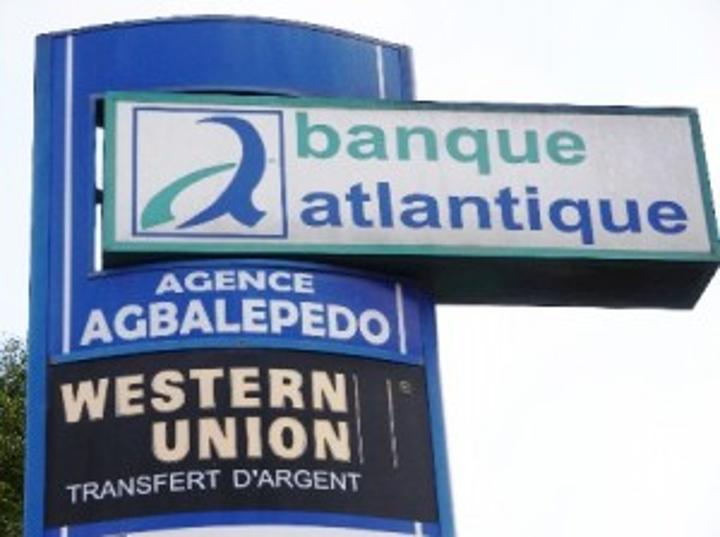 banque
atlantique
AGENCE
AGBALEPEDO
WESTERN
UNION
TRANSFERT D'ARGENT